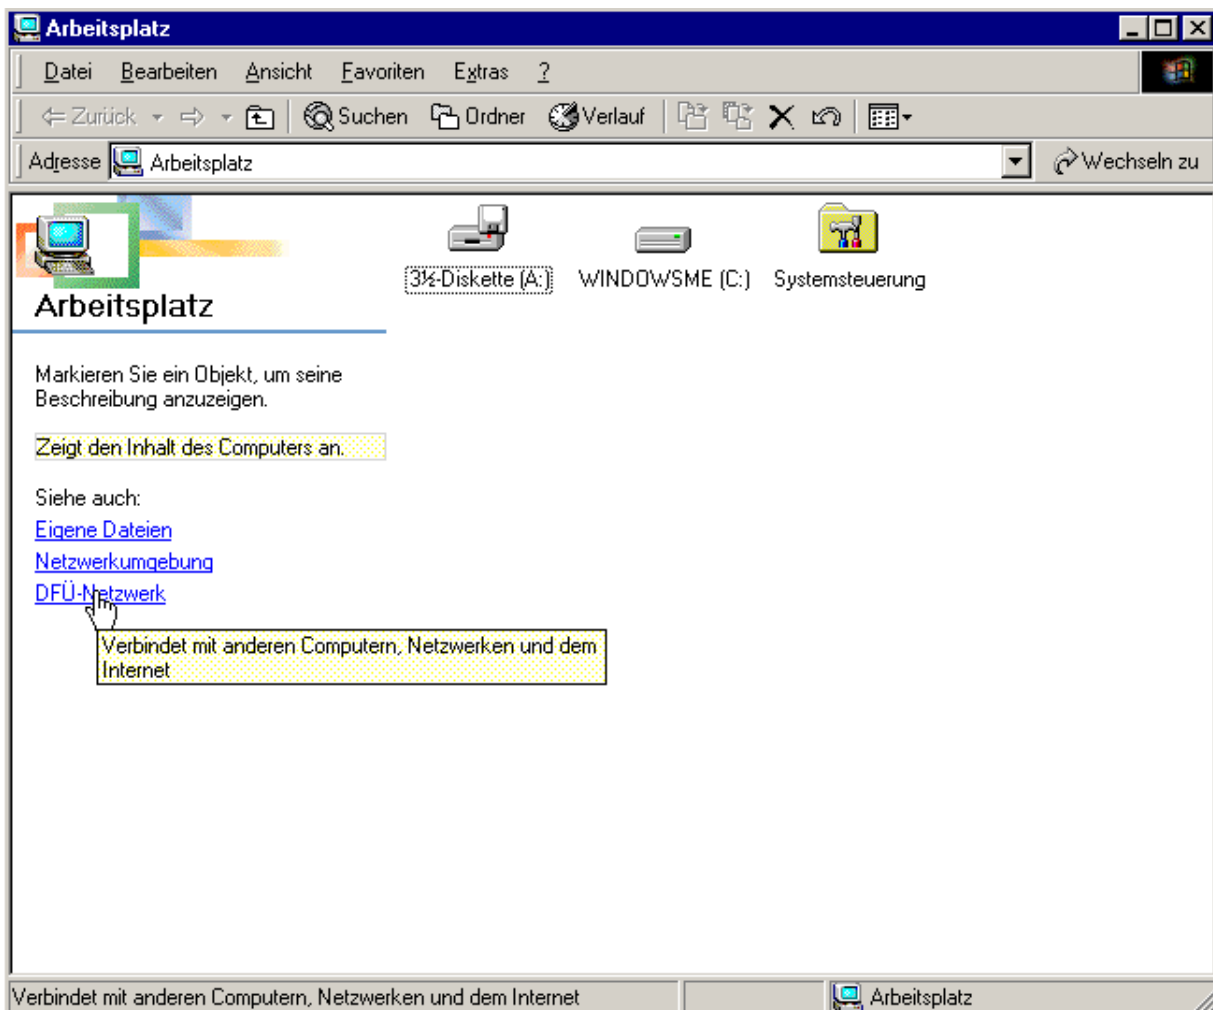 Arbeitsplatz
Datei Bearbeiten Ansicht Favoriten Extras ?
Zurück Suchen Ordner Verlauf
Adresse Arbeitsplatz Wechseln zu
3½-Diskette (A:) WINDOWSME (C:) Systemsteuerung
Arbeitsplatz
Markieren Sie ein Objekt, um seine
Beschreibung anzuzeigen.
Zeigt den Inhalt des Computers an.
Siehe auch:
Eigene Dateien
Netzwerkumgebung
DFÜ-Netzwerk
Verbindet mit anderen Computern, Netzwerken und dem
Internet
Verbindet mit anderen Computern, Netzwerken und dem Internet Arbeitsplatz